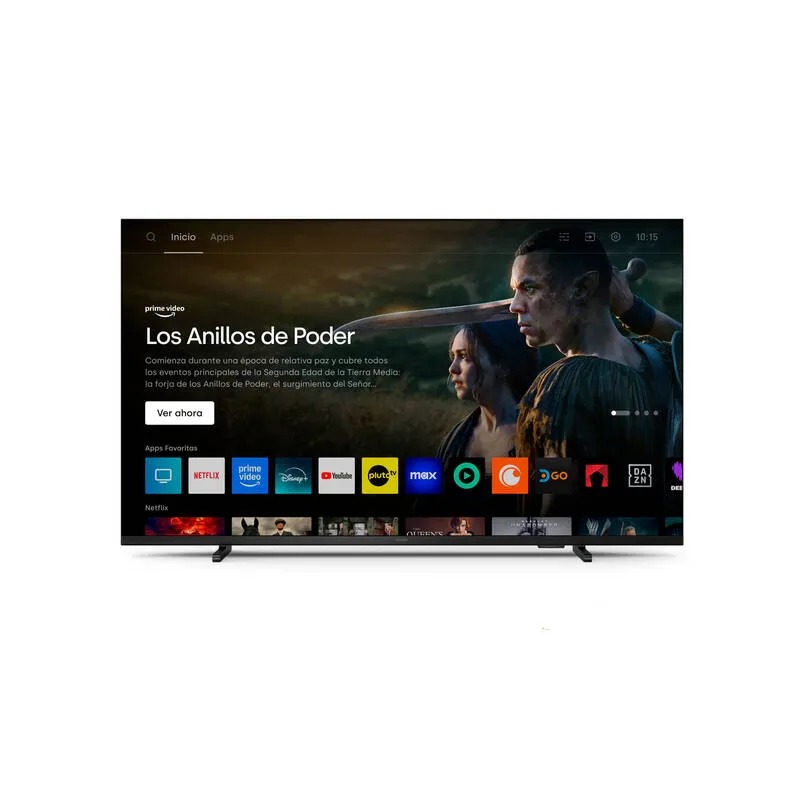 Inicio Apps 10:15
prime video
Los Anillos de Poder
Comienza durante una época de relativa paz y cubre todos
los eventos principales de la Segunda Edad de la Tierra Media:
la forja de los Anillos de Poder, el surgimiento del Señor...
Ver ahora
Apps Favoritas
NETFLIX prime video Disney+ YouTube pluto tv max C DGO DAZN DEE
Netflix
THE
QUEEN'S